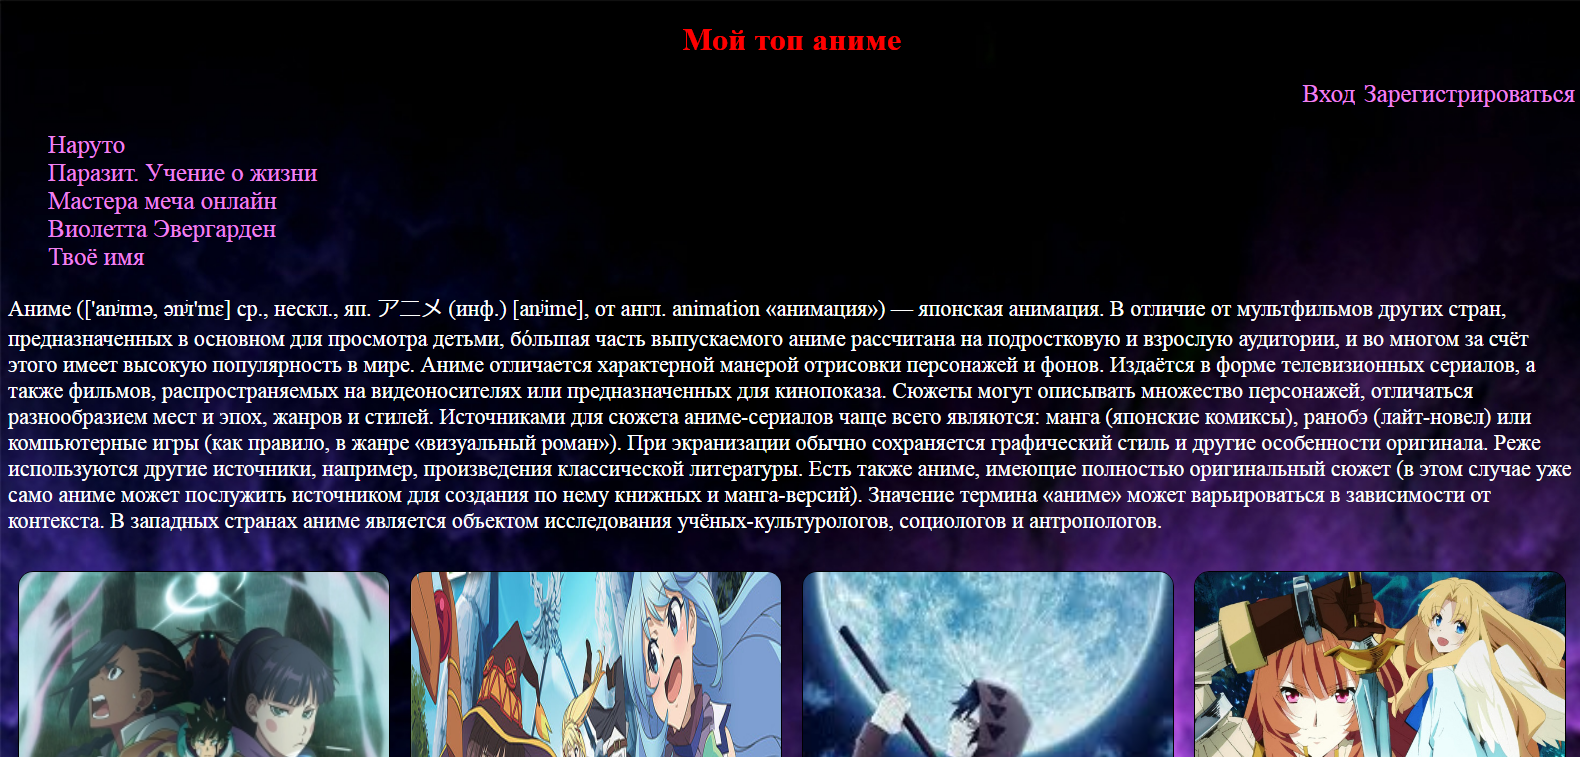 Мой топ аниме
Вход Зарегистрироваться
Наруто
Паразит. Учение о жизни
Мастера меча онлайн
Виолетта Эвергарден
Твоё имя
Аниме (['anʲɪmə, ənʲɪ'mɛ] ср., нескл., яп. アニメ (инф.) [anʲime], от англ. animation «анимация») — японская анимация. В отличие от мультфильмов других стран,
предназначенных в основном для просмотра детьми, бо́льшая часть выпускаемого аниме рассчитана на подростковую и взрослую аудитории, и во многом за счёт
этого имеет высокую популярность в мире. Аниме отличается характерной манерой отрисовки персонажей и фонов. Издаётся в форме телевизионных сериалов, а
также фильмов, распространяемых на видеоносителях или предназначенных для кинопоказа. Сюжеты могут описывать множество персонажей, отличаться
разнообразием мест и эпох, жанров и стилей. Источниками для сюжета аниме-сериалов чаще всего являются: манга (японские комиксы), ранобэ (лайт-новел) или
компьютерные игры (как правило, в жанре «визуальный роман»). При экранизации обычно сохраняется графический стиль и другие особенности оригинала. Реже
используются другие источники, например, произведения классической литературы. Есть также аниме, имеющие полностью оригинальный сюжет (в этом случае уже
само аниме может послужить источником для создания по нему книжных и манга-версий). Значение термина «аниме» может варьироваться в зависимости от
контекста. В западных странах аниме является объектом исследования учёных-культурологов, социологов и антропологов.